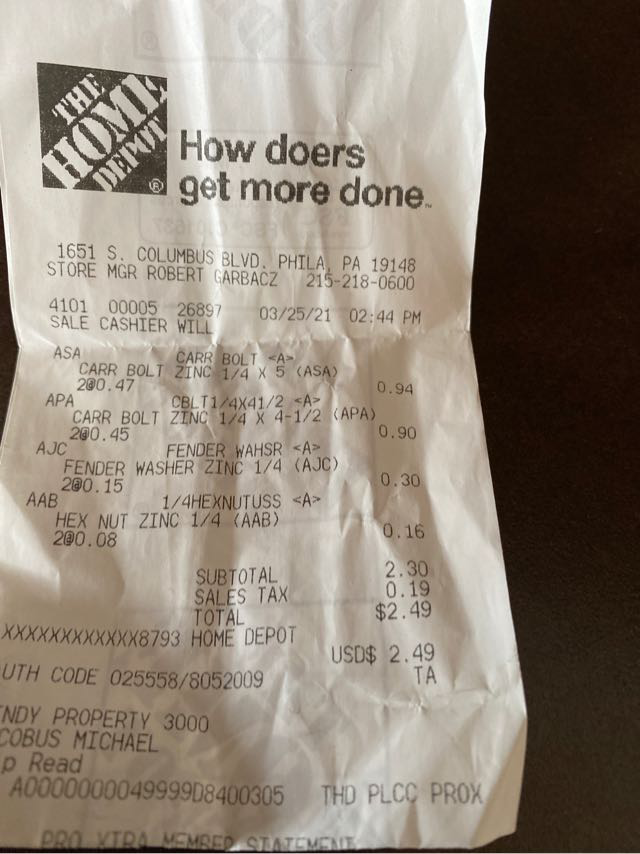 THE
HOME
DEPOT
®
How doers
get more done™
1651 S. COLUMBUS BLVD. PHILA, PA 19148
STORE MGR ROBERT GARBACZ 215-218-0600
4101 00005 26897 03/25/21 02:44 PM
SALE CASHIER WILL
ASA CARR BOLT <A>
CARR BOLT ZINC 1/4 X 5 (ASA)
2@0.47 0.94
APA CBLT1/4X41/2 <A>
CARR BOLT ZINC 1/4 X 4-1/2 (APA)
2@0.45 0.90
AJC FENDER WAHSR <A>
FENDER WASHER ZINC 1/4 (AJC)
2@0.15 0.30
AAB 1/4HEXNUTUSS <A>
HEX NUT ZINC 1/4 (AAB)
2@0.08 0.16
SUBTOTAL 2.30
SALES TAX 0.19
TOTAL $2.49
XXXXXXXXXXXX8793 HOME DEPOT
USD$ 2.49
UTH CODE 025558/8052009 TA
NDY PROPERTY 3000
COBUS MICHAEL
p Read
A0000000049999D8400305 THD PLCC PROX
PRO XTRA MEMBER STATEMENT